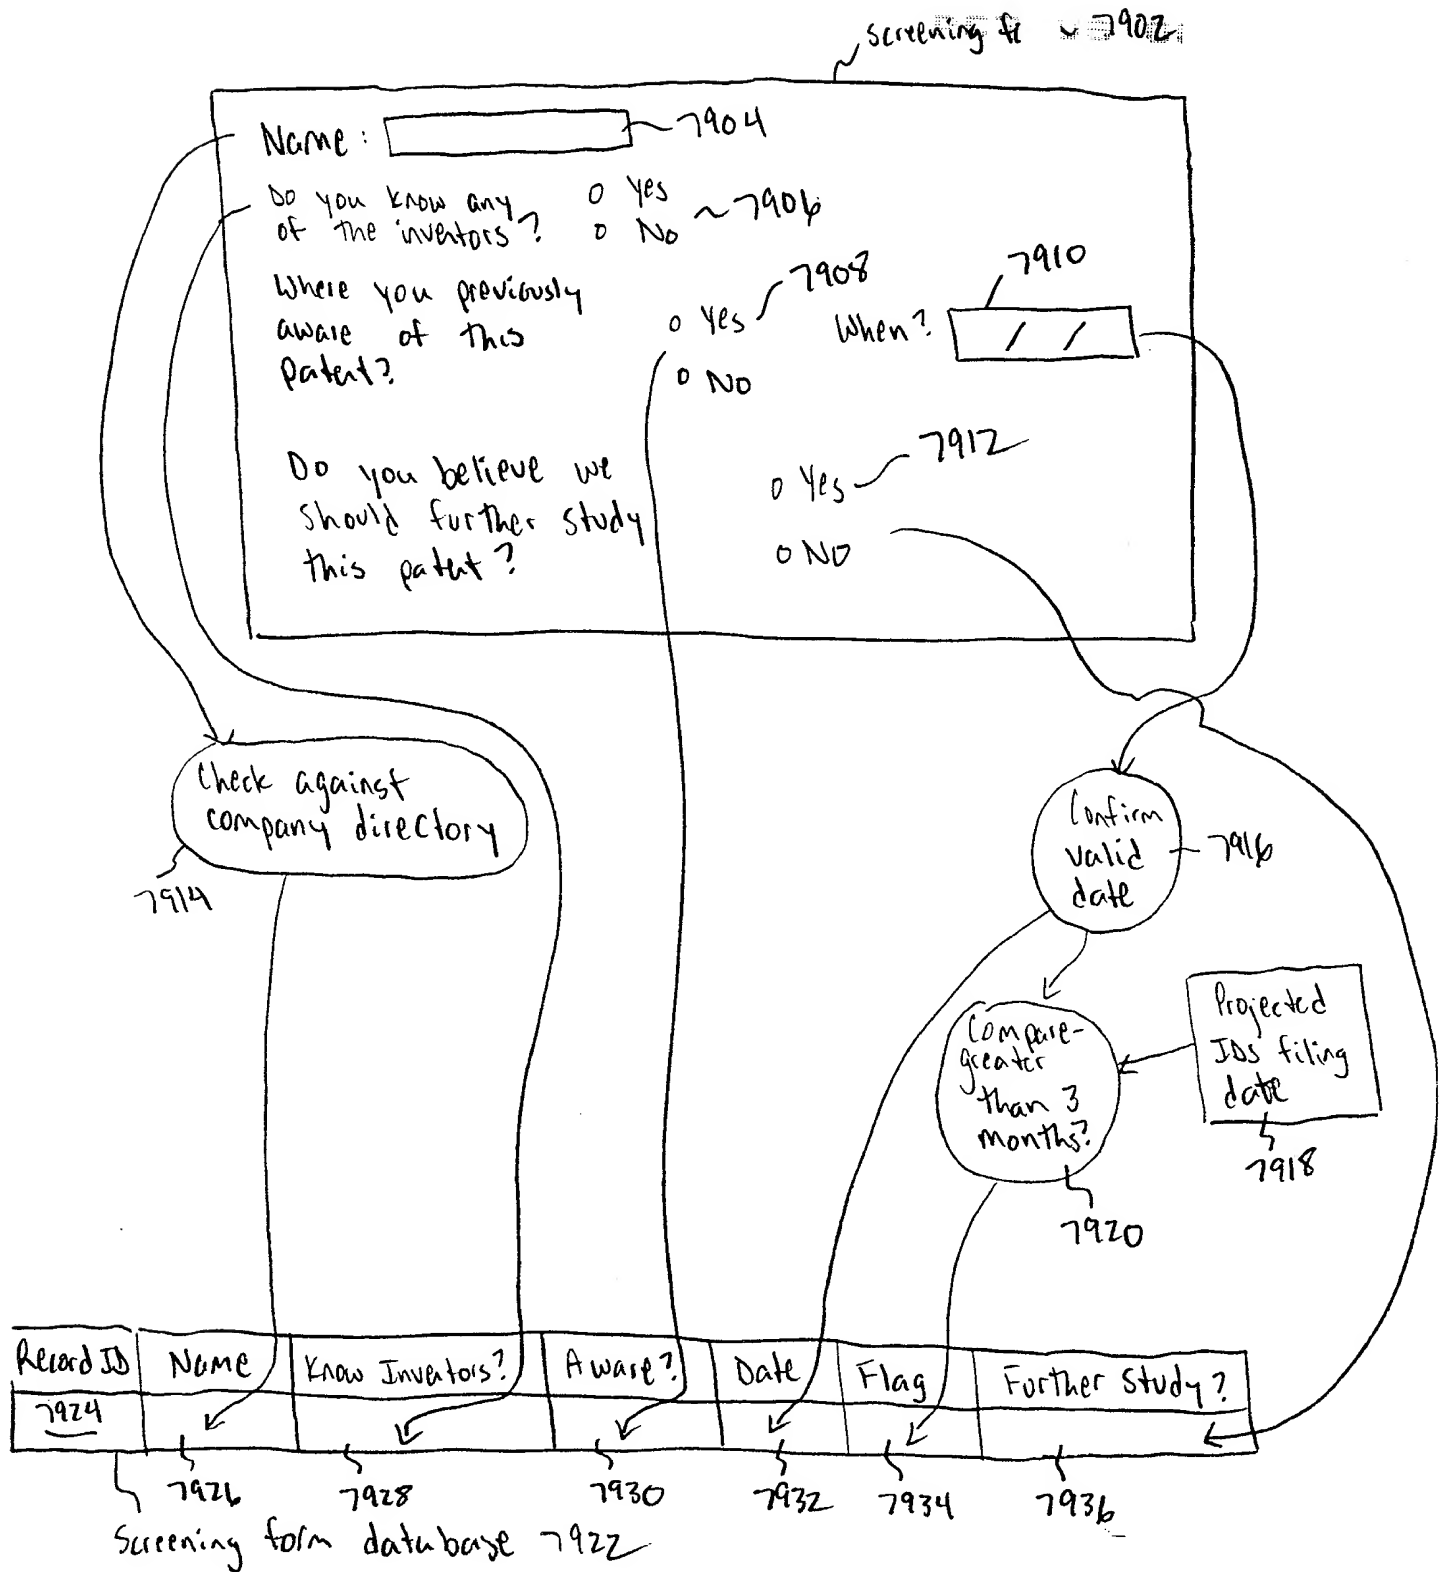 screening 7902
Name: 7904
Do you know any o Yes
of the inventors? o No ~7906
Where you previously
aware of this
patent?
o Yes 7908
o No
When? / / 7910
Do you believe we
should further study
this patent?
o Yes 7912
o No
Check against
company directory
7914
Confirm
valid
date
7916
Compare-
greater
than 3
months?
7920
Projected
IDS filing
date
7918
Record ID Name Know Inventors? Aware? Date Flag Further Study?
7924
7926 7928 7930 7932 7934 7936
Screening form database 7922